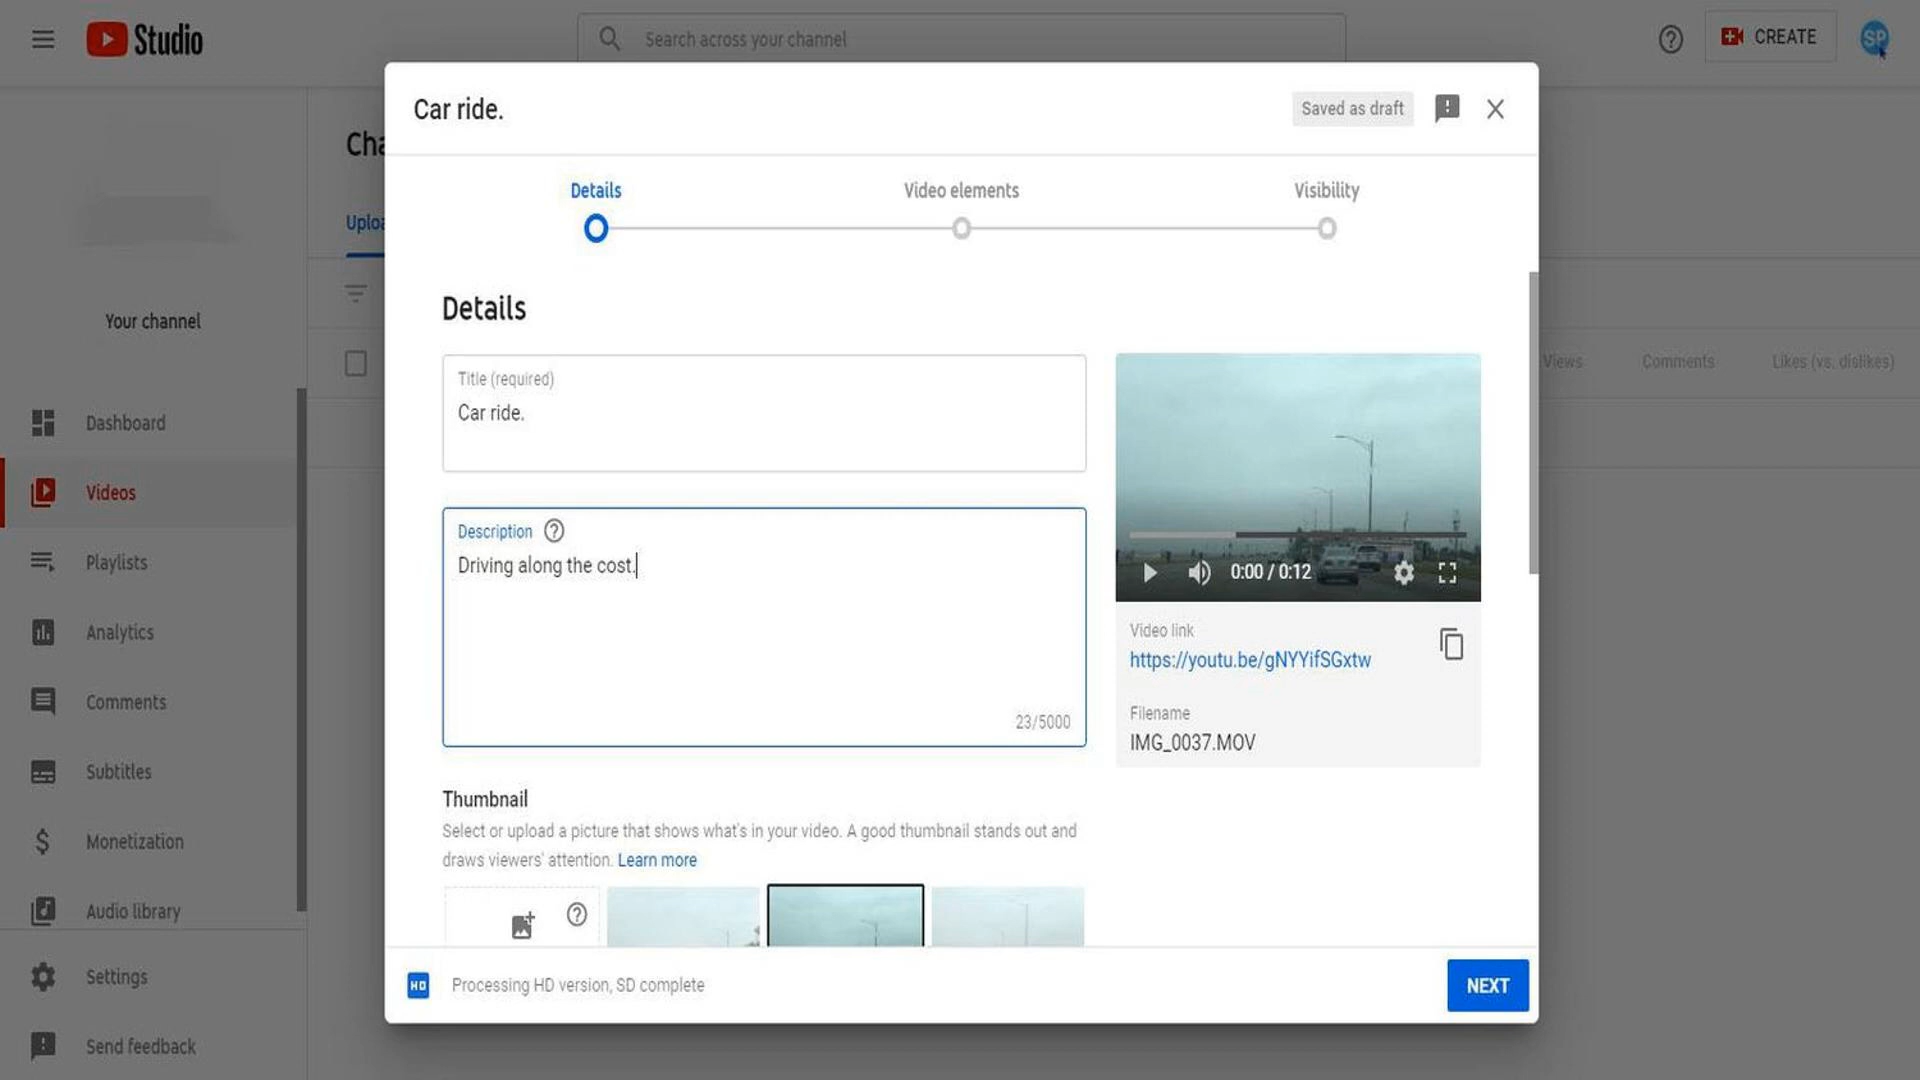 Studio
Search across your channel
CREATE
SP
Car ride.
Saved as draft
Cha
Details
Video elements
Visibility
Uploa
Details
Your channel
Title (required)
Car ride.
Views
Comments
Likes (vs. dislikes)
Dashboard
Videos
Description
Driving along the cost.
Playlists
0:00 / 0:12
Analytics
Video link
https://youtu.be/gNYYifSGxtw
Comments
23/5000
Filename
IMG_0037.MOV
Subtitles
Thumbnail
Select or upload a picture that shows what's in your video. A good thumbnail stands out and
draws viewers' attention. Learn more
Monetization
Audio library
Settings
HD
Processing HD version, SD complete
NEXT
Send feedback